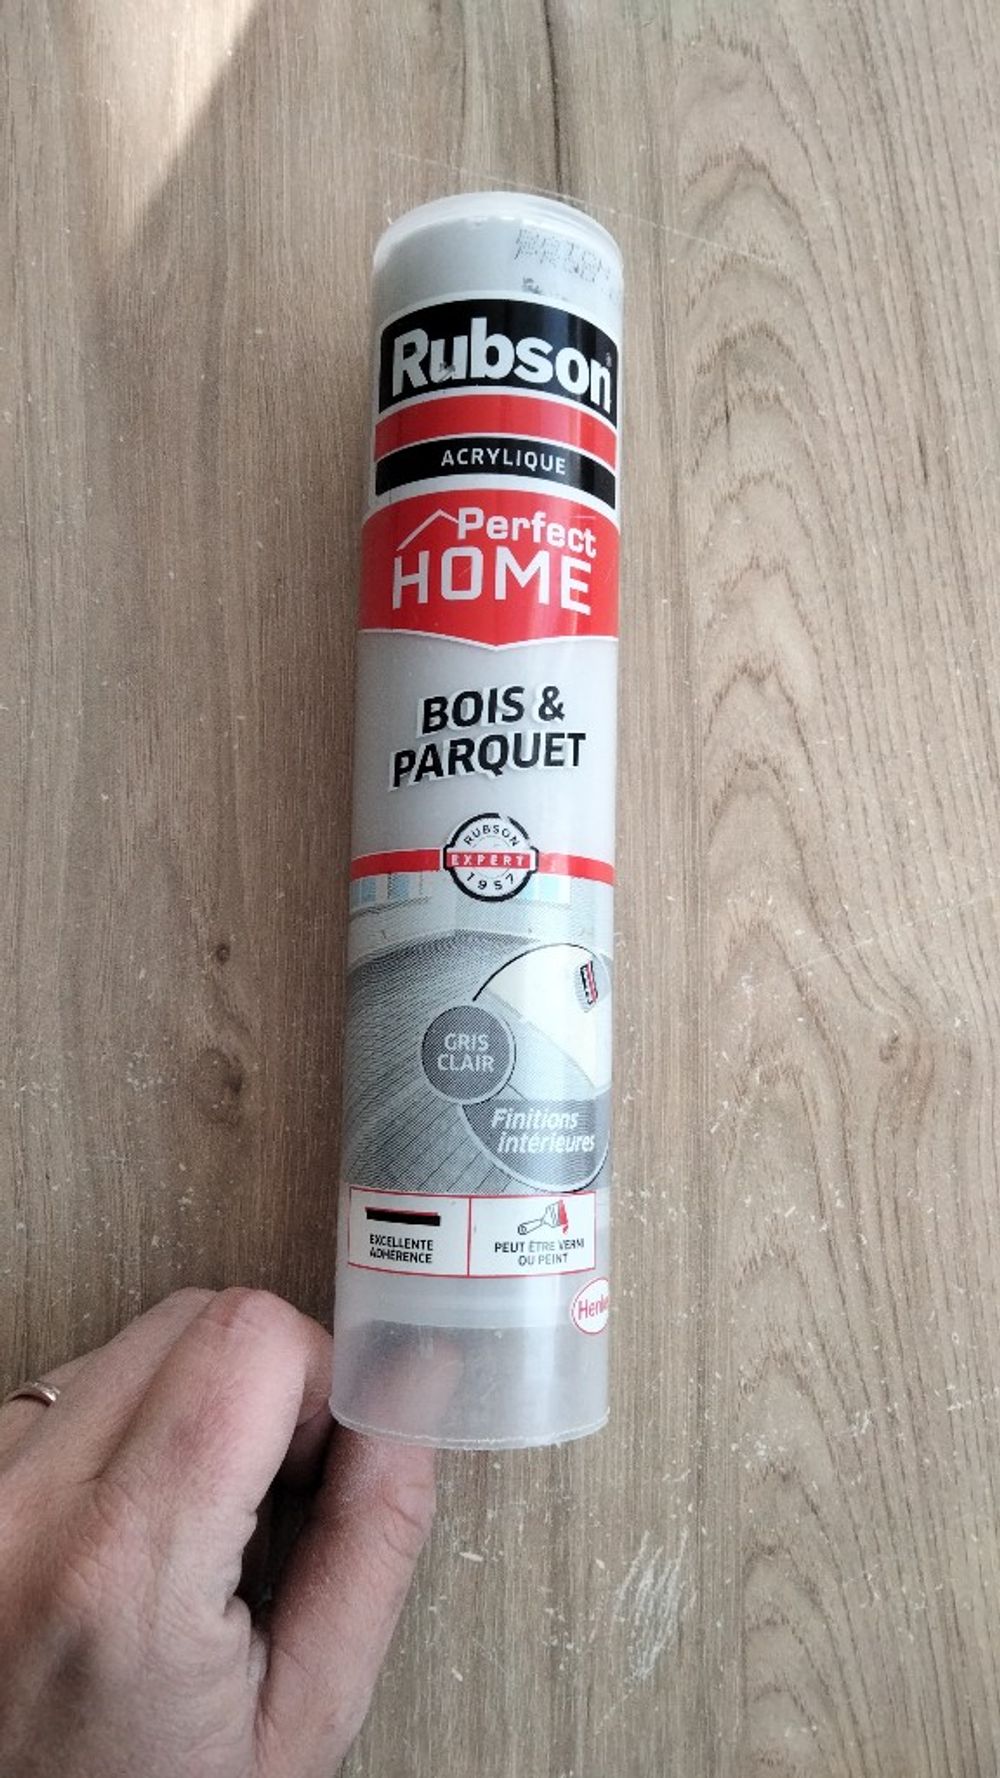 Rubson®
ACRYLIQUE
Perfect
HOME
BOIS &
PARQUET
RUBSON
EXPERT
1957
GRIS
CLAIR
Finitions
intérieures
EXCELLENTE
ADHÉRENCE
PEUT ÊTRE VERNI
OU PEINT